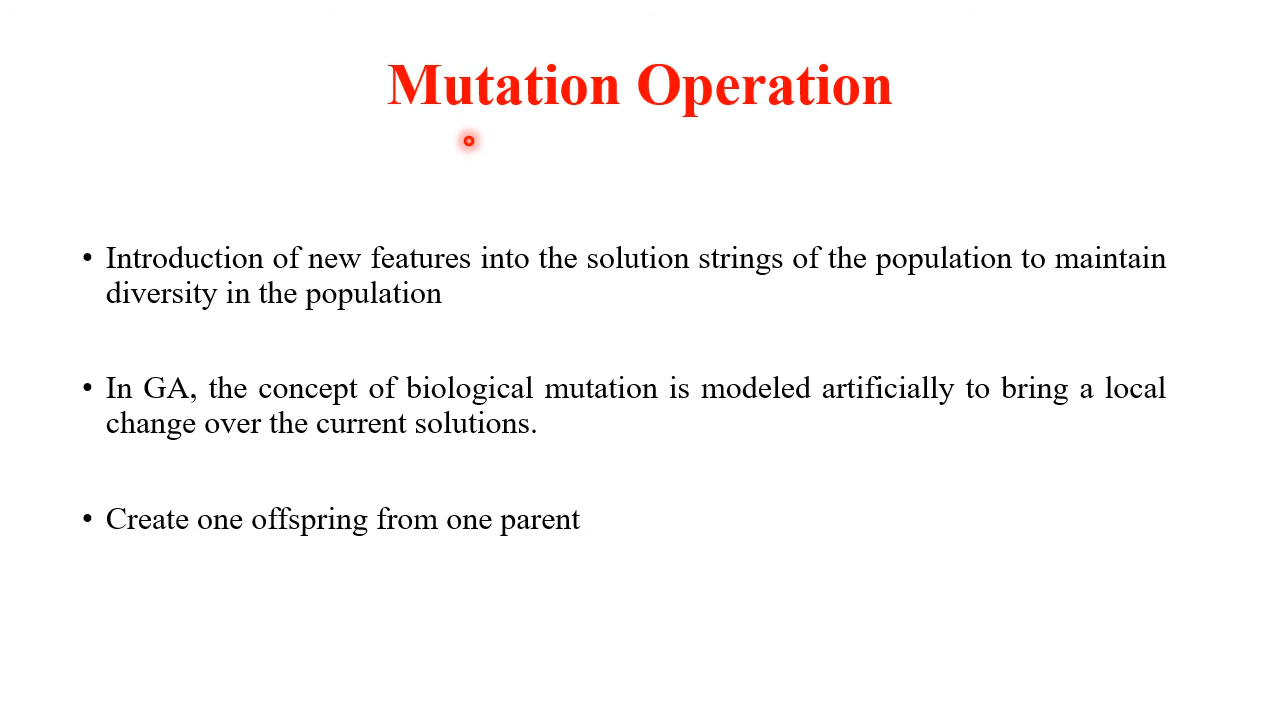 Mutation Operation
• Introduction of new features into the solution strings of the population to maintain
diversity in the population
• In GA, the concept of biological mutation is modeled artificially to bring a local
change over the current solutions.
• Create one offspring from one parent